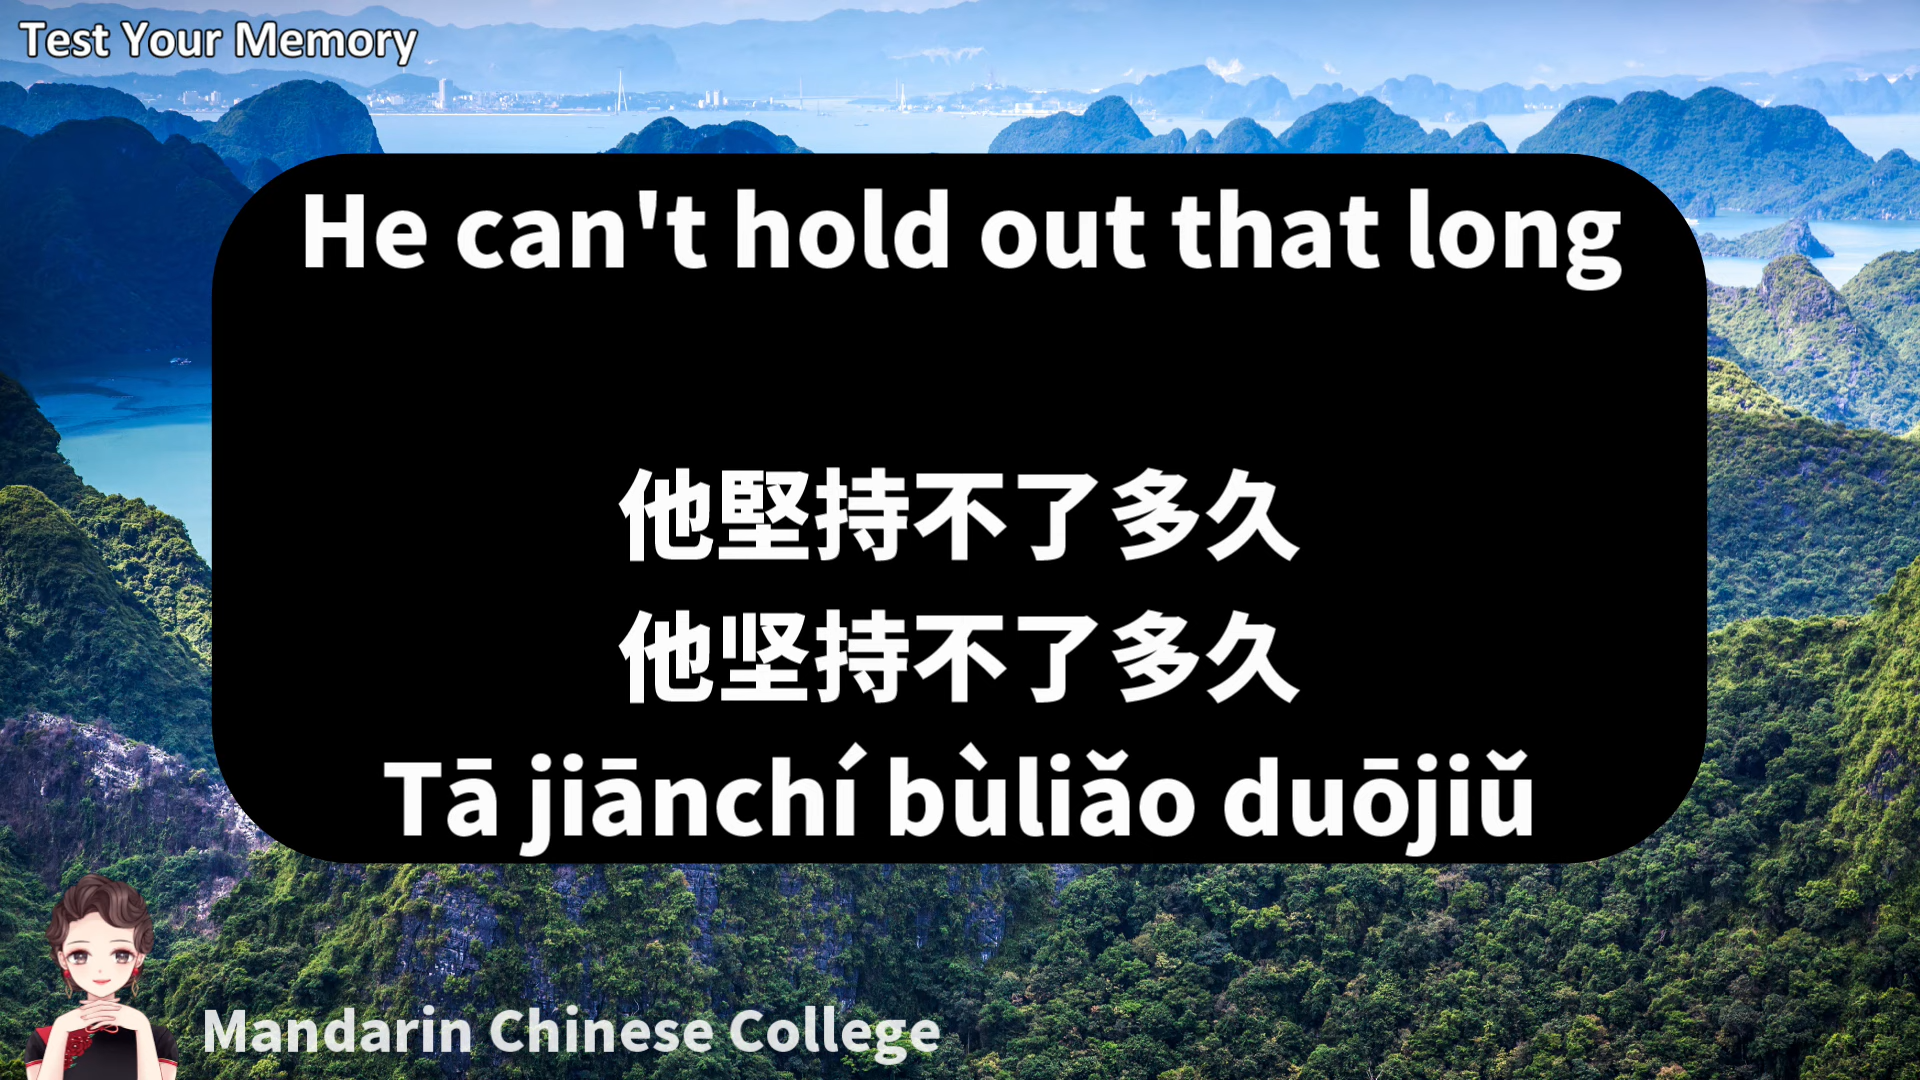 Test Your Memory
He can't hold out that long
他堅持不了多久
他坚持不了多久
Tā jiānchí bùliǎo duōjiǔ
Mandarin Chinese College